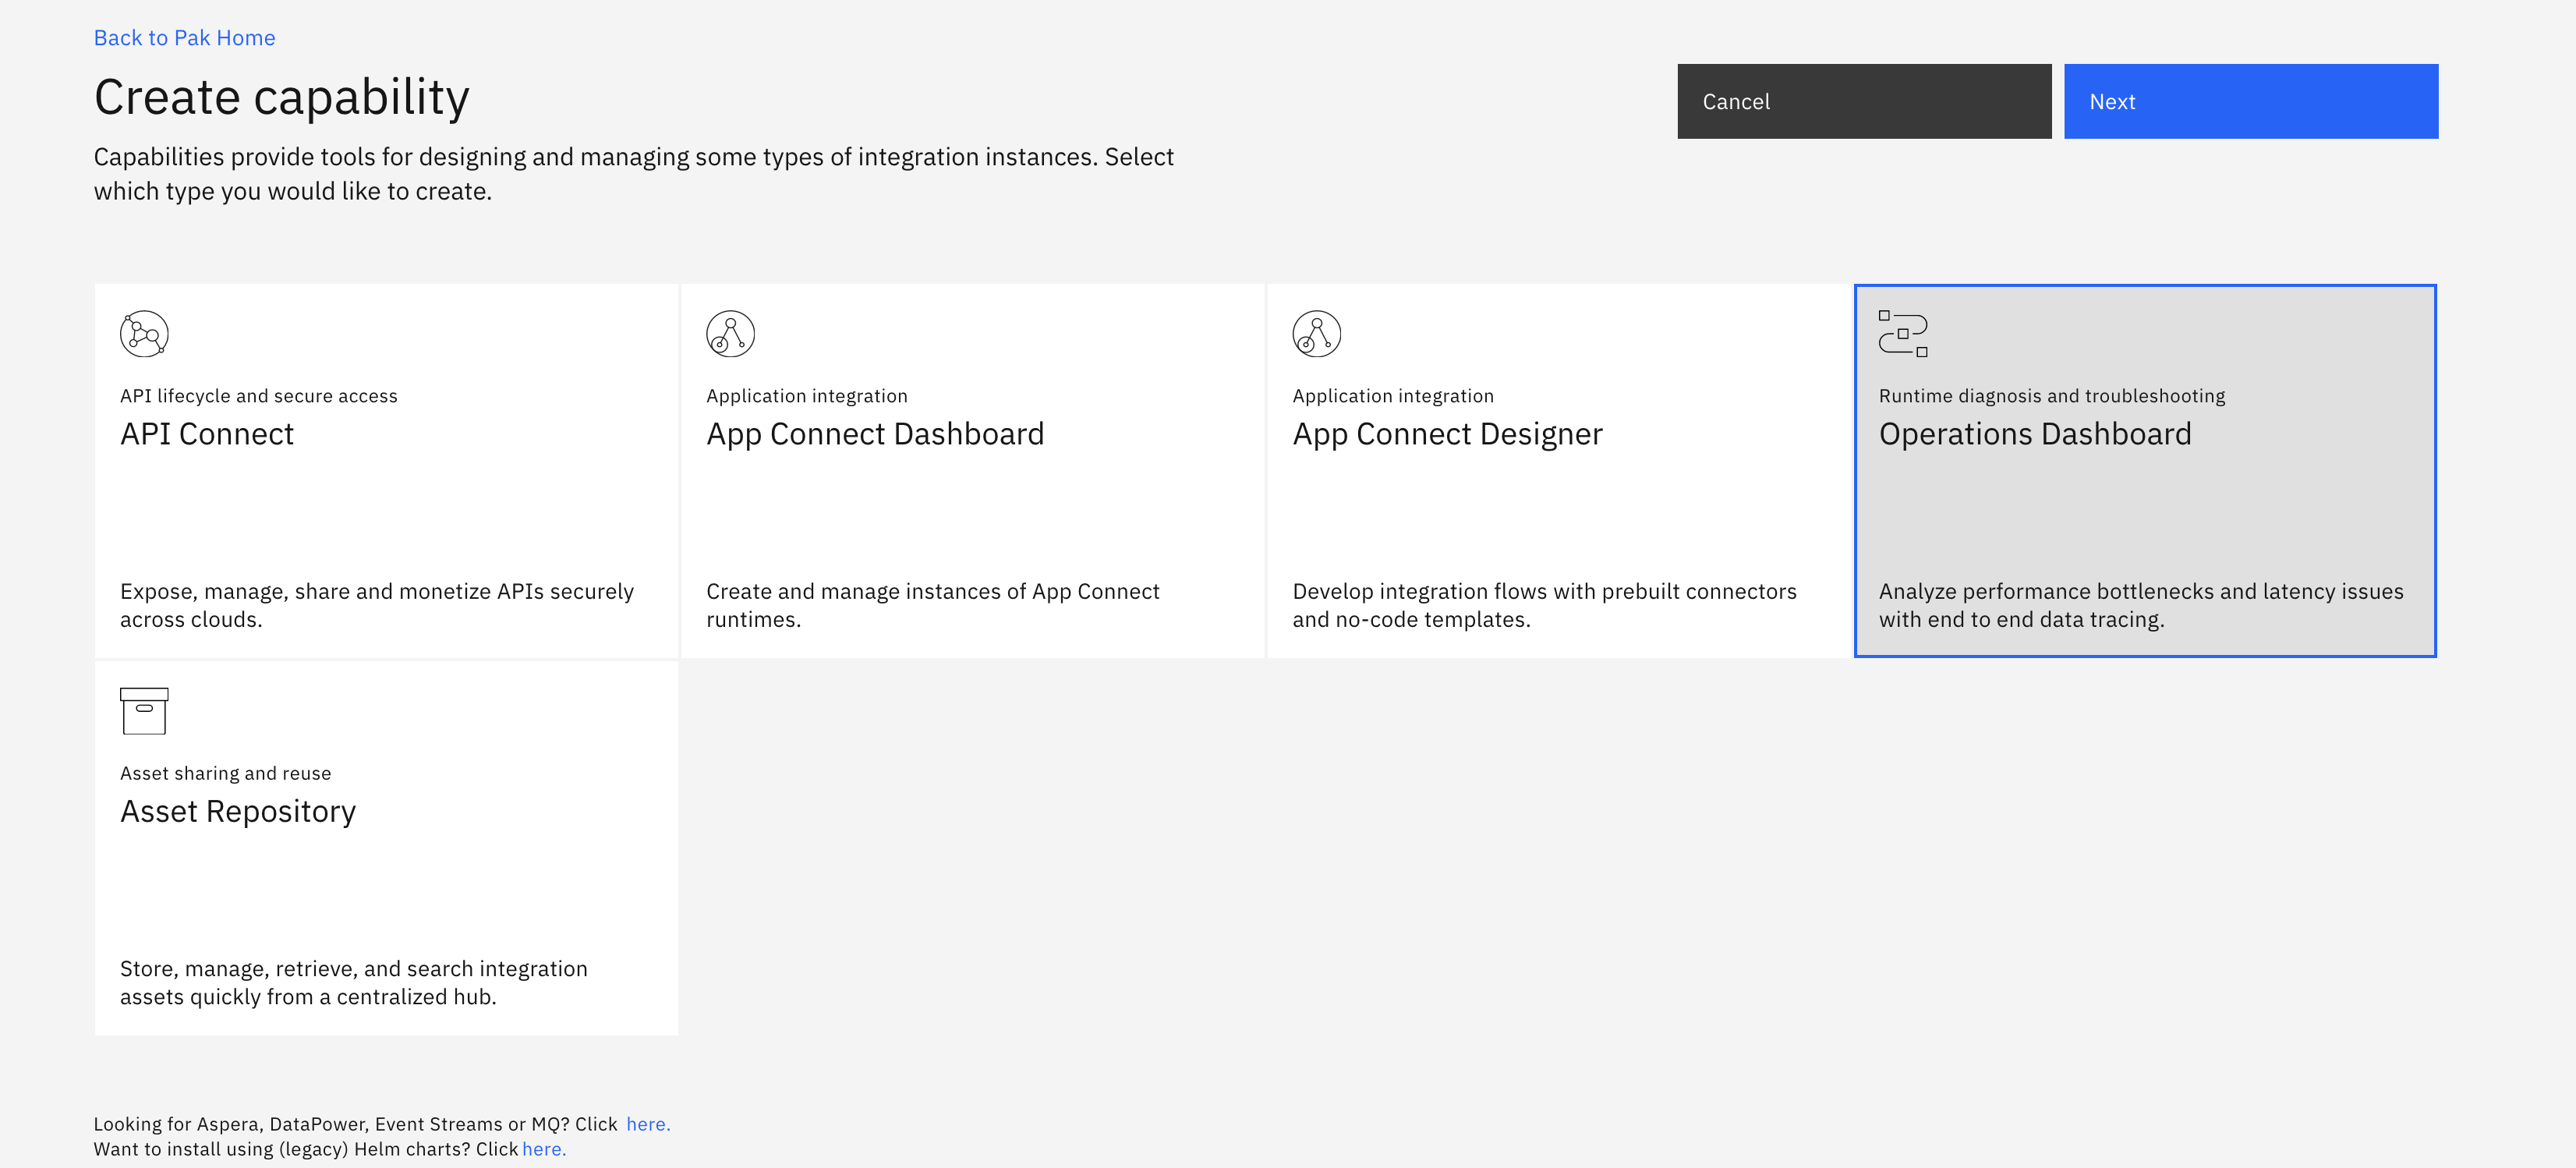 Back to Pak Home
Create capability
Cancel
Next
Capabilities provide tools for designing and managing some types of integration instances. Select
which type you would like to create.
API lifecycle and secure access
API Connect
Expose, manage, share and monetize APIs securely
across clouds.
Application integration
App Connect Dashboard
Create and manage instances of App Connect
runtimes.
Application integration
App Connect Designer
Develop integration flows with prebuilt connectors
and no-code templates.
Runtime diagnosis and troubleshooting
Operations Dashboard
Analyze performance bottlenecks and latency issues
with end to end data tracing.
Asset sharing and reuse
Asset Repository
Store, manage, retrieve, and search integration
assets quickly from a centralized hub.
Looking for Aspera, DataPower, Event Streams or MQ? Click here.
Want to install using (legacy) Helm charts? Click here.